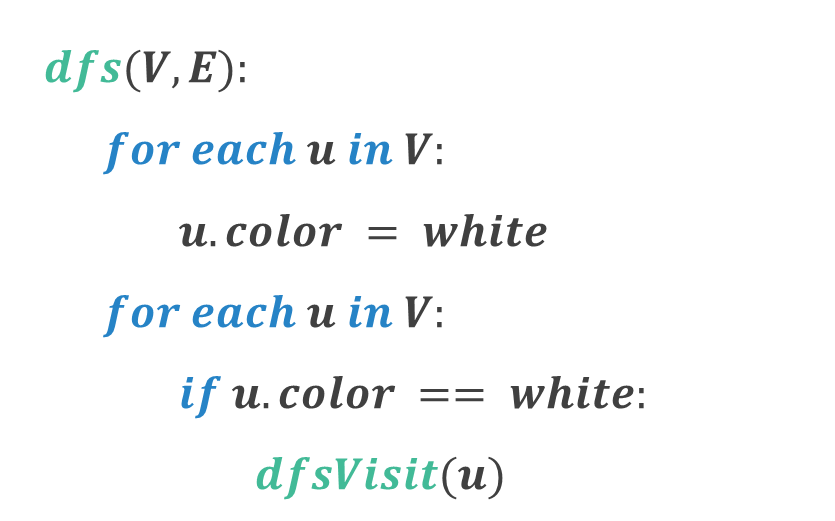 dfs(V, E):
for each u in V:
u.color = white
for each u in V:
if u.color == white:
dfsVisit(u)